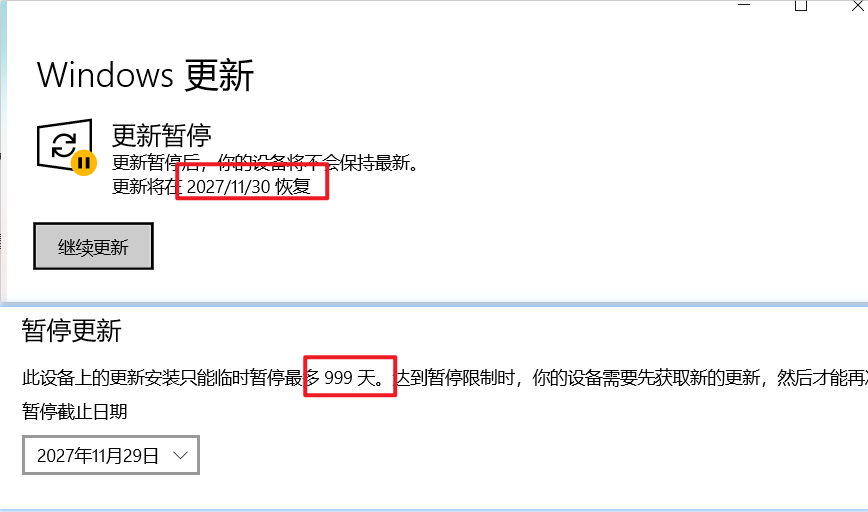 Windows 更新
更新暂停
更新暂停后，你的设备将不会保持最新。
更新将在 2027/11/30 恢复
继续更新
暂停更新
此设备上的更新安装只能临时暂停最多 999 天。达到暂停限制时，你的设备需要先获取新的更新，然后才能再
暂停截止日期
2027年11月29日